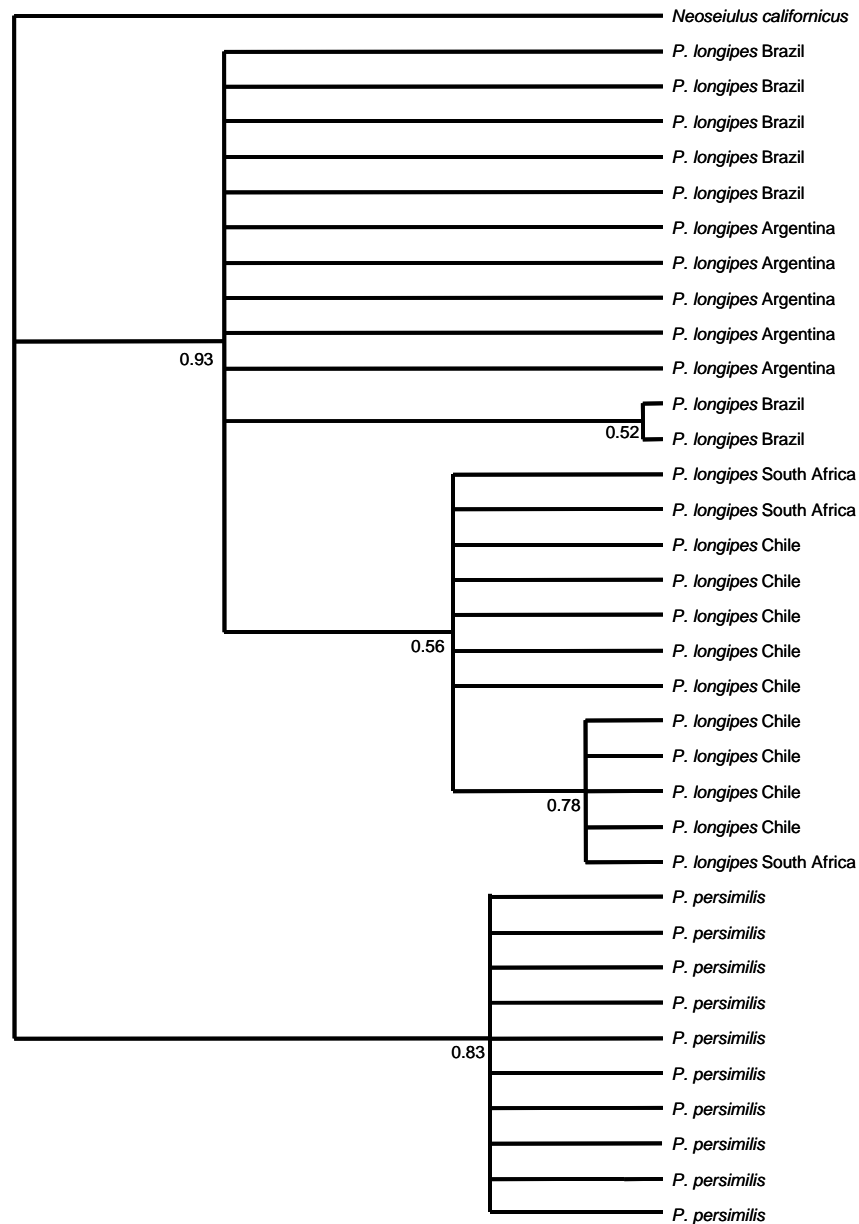 Neoseiulus californicus
P. longipes Brazil
P. longipes Brazil
P. longipes Brazil
P. longipes Brazil
P. longipes Brazil
P. longipes Argentina
P. longipes Argentina
P. longipes Argentina
P. longipes Argentina
0.93
P. longipes Argentina
P. longipes Brazil
0.52
P. longipes Brazil
P. longipes South Africa
P. longipes South Africa
P. longipes Chile
P. longipes Chile
P. longipes Chile
0.56
P. longipes Chile
P. longipes Chile
P. longipes Chile
P. longipes Chile
P. longipes Chile
0.78
P. longipes Chile
P. longipes South Africa
P. persimilis
P. persimilis
P. persimilis
P. persimilis
P. persimilis
0.83
P. persimilis
P. persimilis
P. persimilis
P. persimilis
P. persimilis